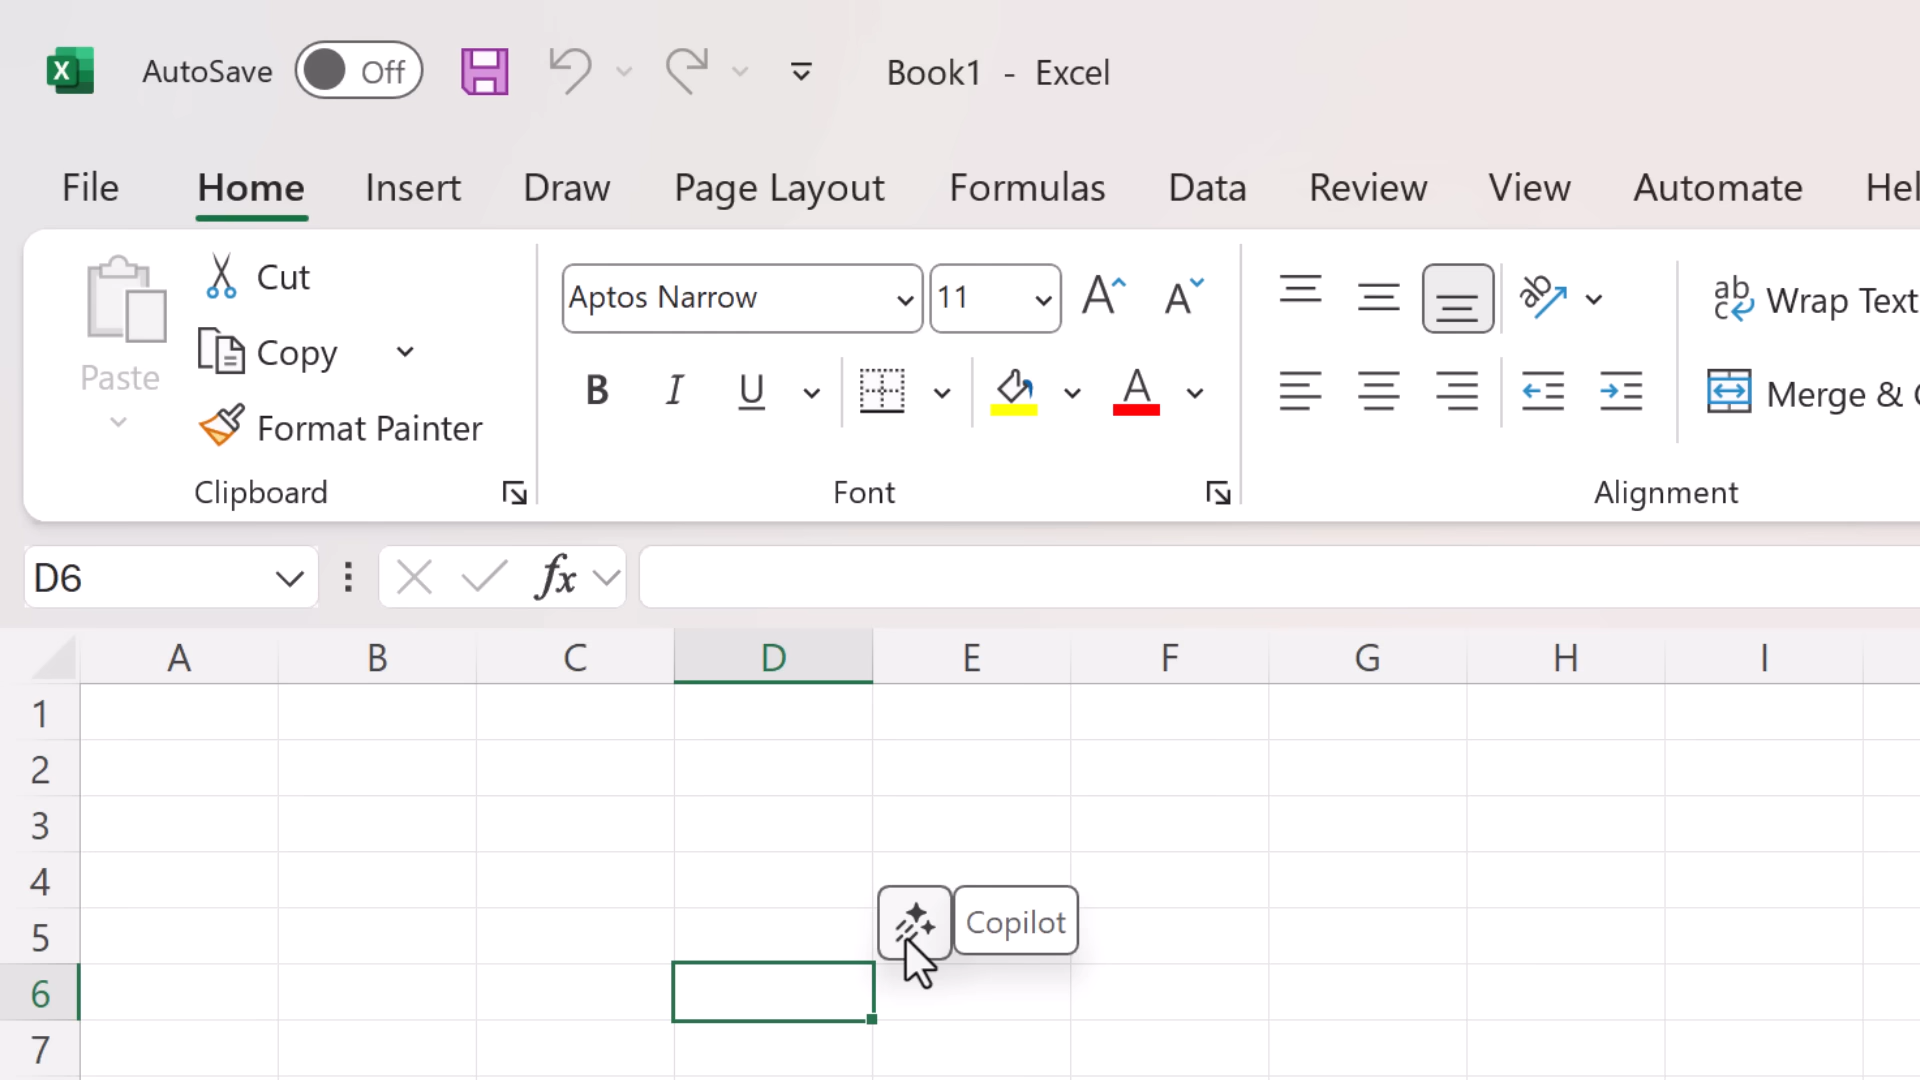 AutoSave Off Book1 - Excel
File Home Insert Draw Page Layout Formulas Data Review View Automate Hel
Paste
Cut
Copy
Format Painter
Clipboard
Aptos Narrow 11
B I U A
Font
ab Wrap Text
Merge & C
Alignment
D6 fx
A B C D E F G H I
1
2
3
4
5 Copilot
6
7